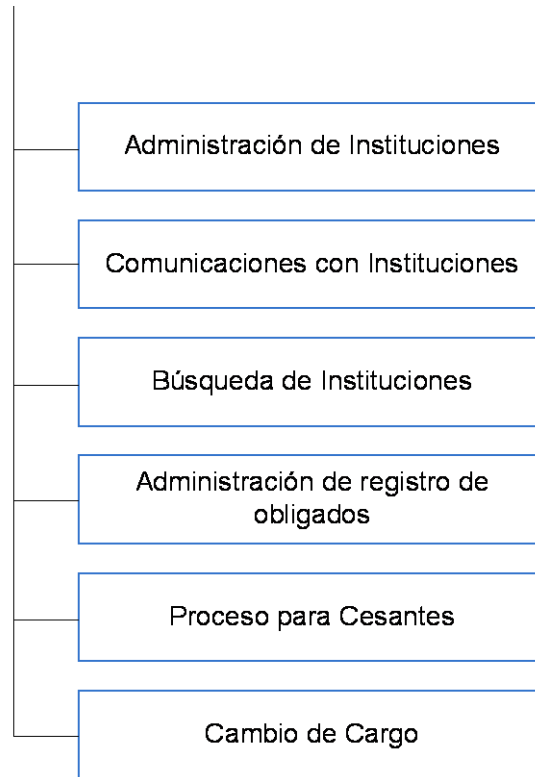 Administración de Instituciones
Comunicaciones con Instituciones
Búsqueda de Instituciones
Administración de registro de
obligados
Proceso para Cesantes
Cambio de Cargo